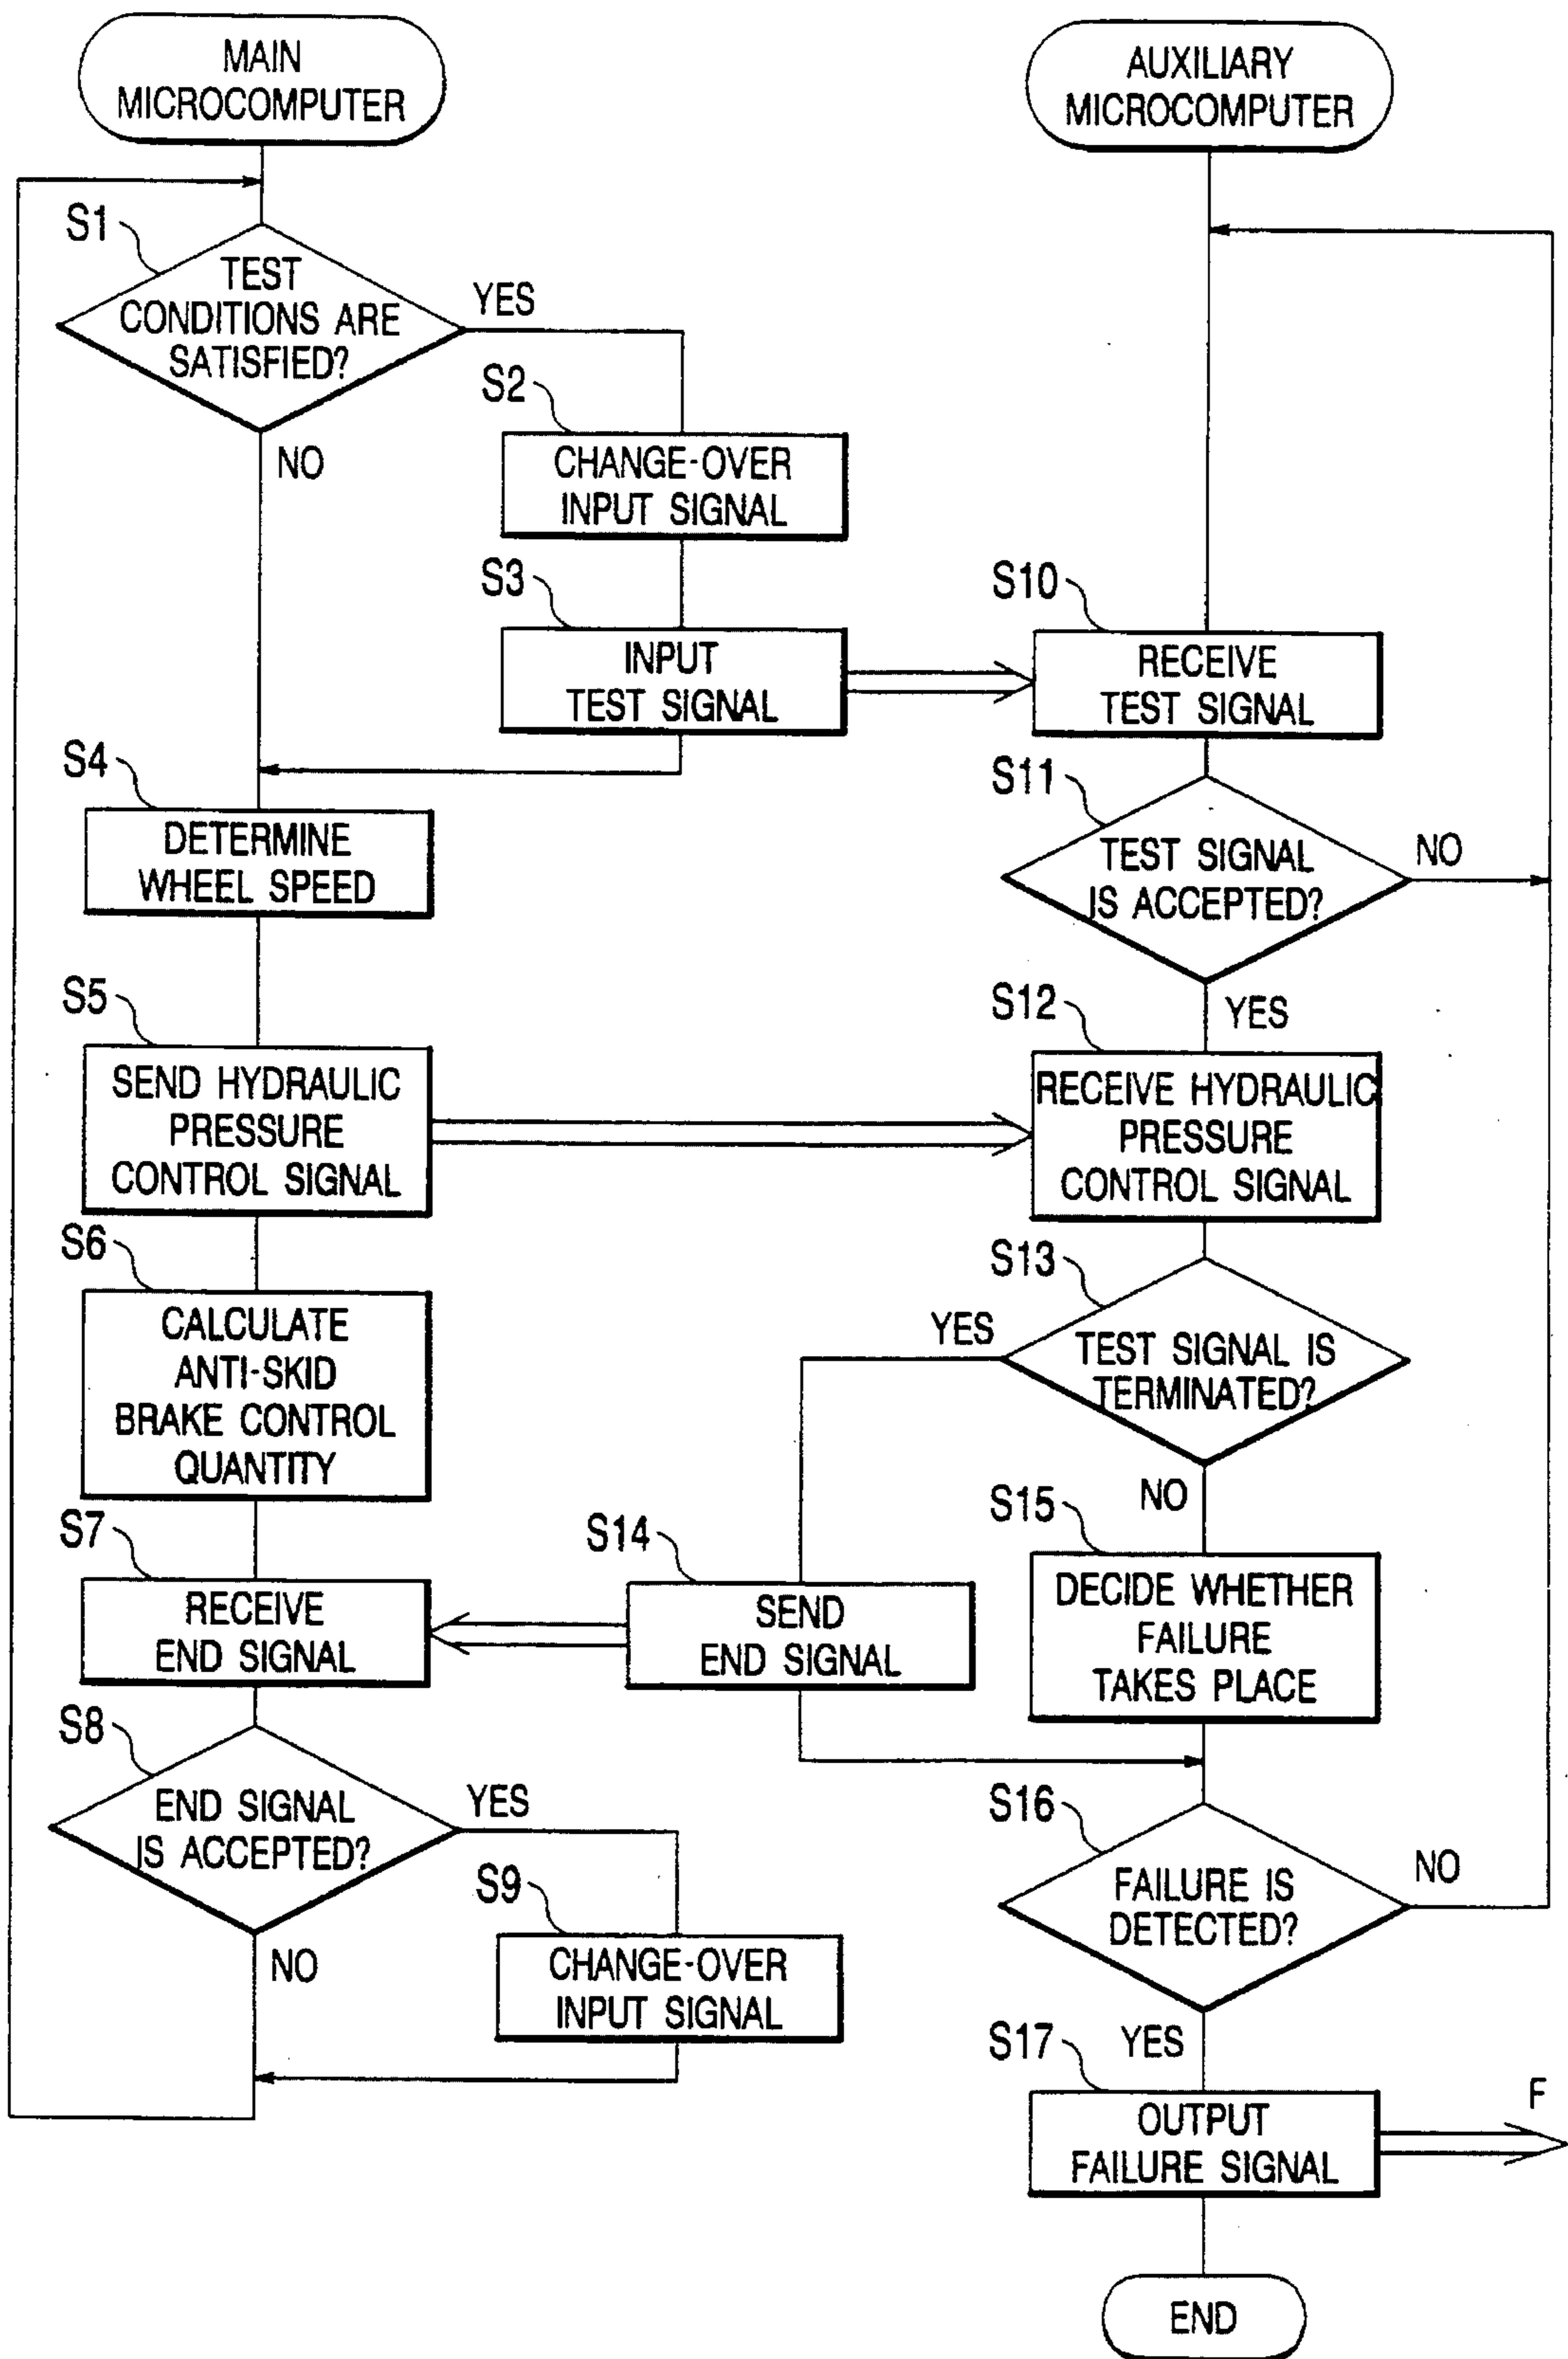 MAIN
MICROCOMPUTER
S1
TEST
CONDITIONS ARE
SATISFIED?
YES
NO
S2
CHANGE-OVER
INPUT SIGNAL
S3
INPUT
TEST SIGNAL
S4
DETERMINE
WHEEL SPEED
S5
SEND HYDRAULIC
PRESSURE
CONTROL SIGNAL
S6
CALCULATE
ANTI-SKID
BRAKE CONTROL
QUANTITY
S7
RECEIVE
END SIGNAL
S8
END SIGNAL
IS ACCEPTED?
YES
NO
S9
CHANGE-OVER
INPUT SIGNAL
AUXILIARY
MICROCOMPUTER
S10
RECEIVE
TEST SIGNAL
S11
TEST SIGNAL
IS ACCEPTED?
NO
YES
S12
RECEIVE HYDRAULIC
PRESSURE
CONTROL SIGNAL
S13
TEST SIGNAL IS
TERMINATED?
YES
NO
S14
SEND
END SIGNAL
S15
DECIDE WHETHER
FAILURE
TAKES PLACE
S16
FAILURE IS
DETECTED?
NO
YES
S17
OUTPUT
FAILURE SIGNAL
F
END